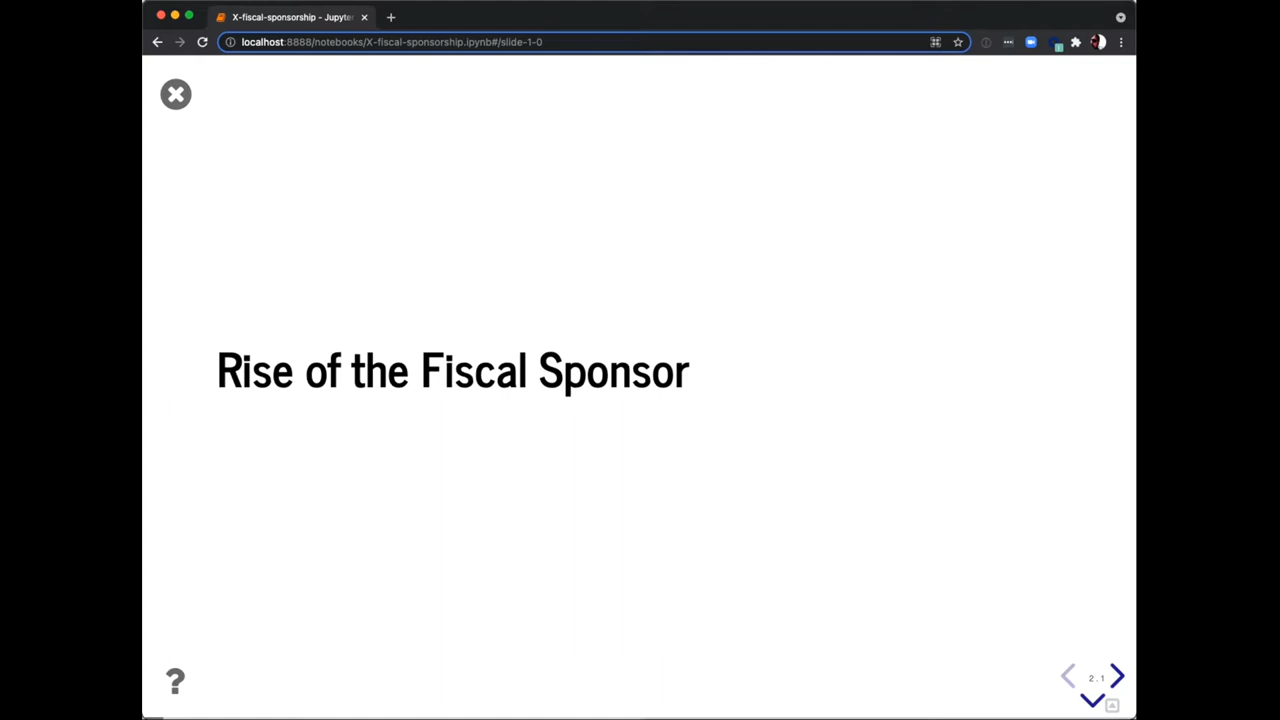 X-fiscal-sponsorship - Jupyte
localhost:8888/notebooks/X-fiscal-sponsorship.ipynb#/slide-1-0
Rise of the Fiscal Sponsor
?
2.1